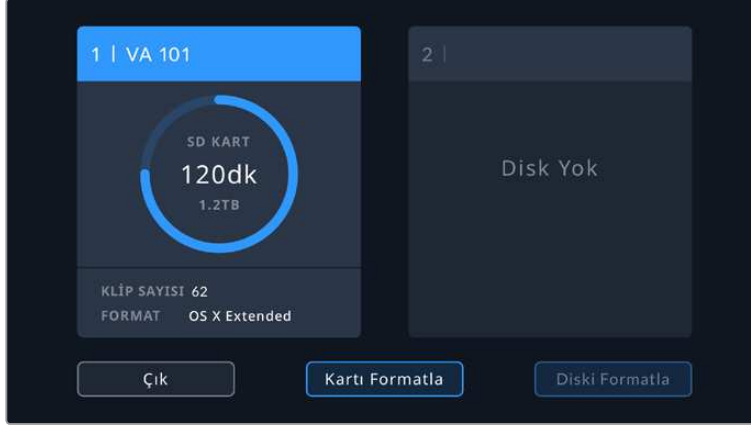 1 | VA 101
SD KART
120dk
1.2TB
KLİP SAYISI 62
FORMAT OS X Extended
2 |
Disk Yok
Çık
Kartı Formatla
Diski Formatla